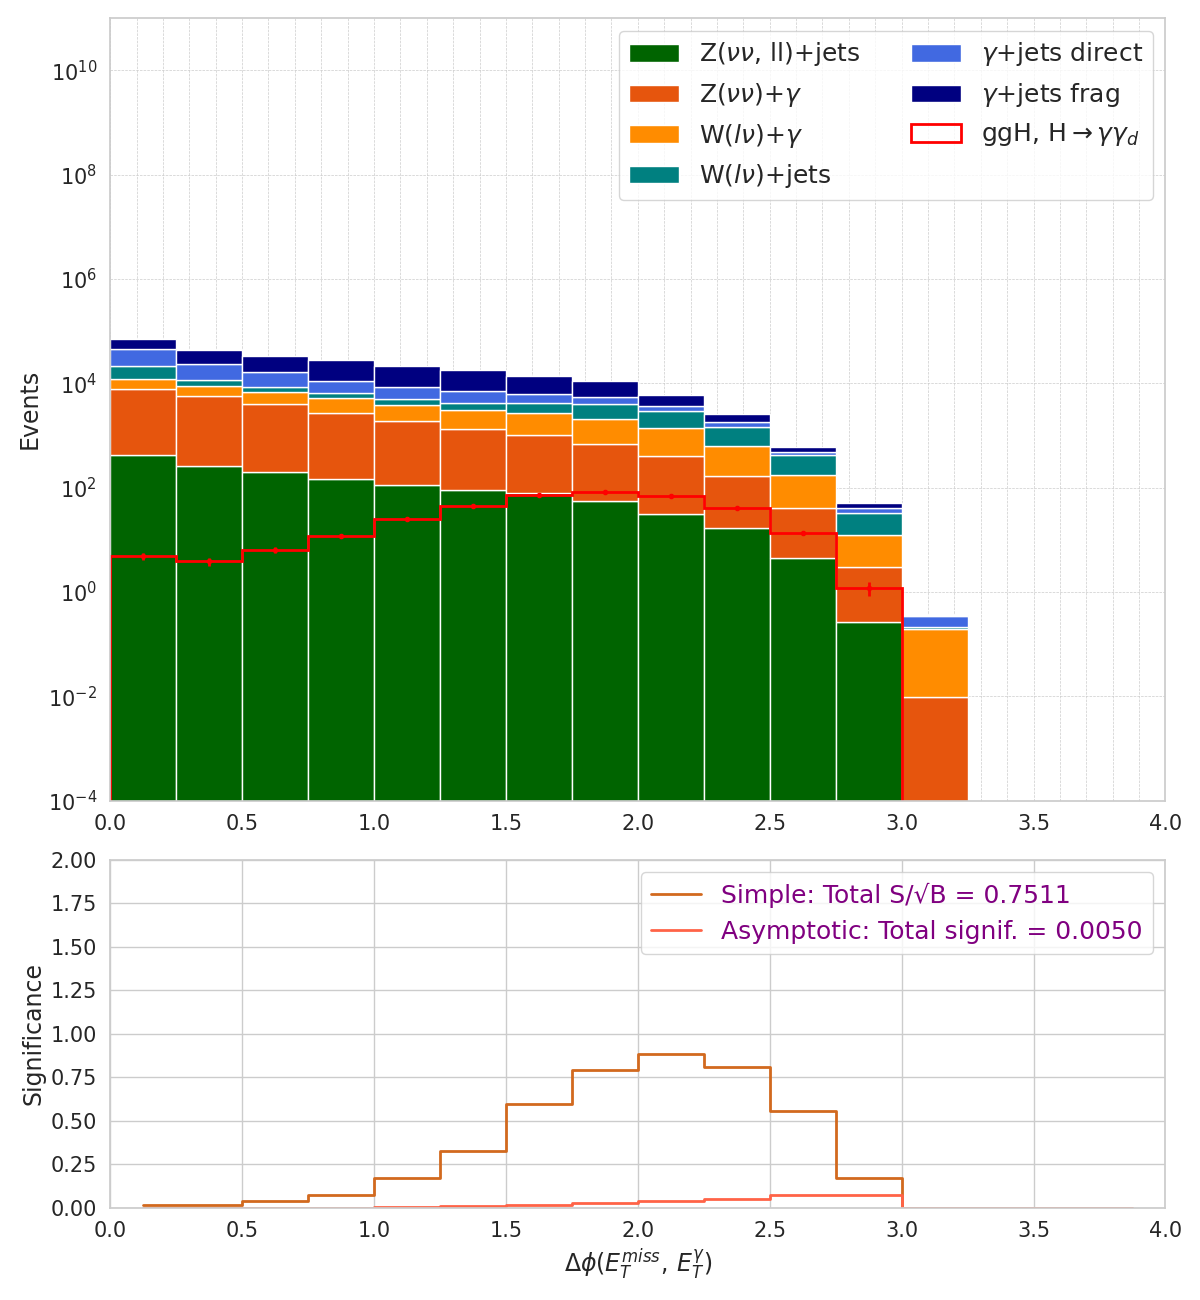 Z(νν, ll)+jets
Z(νν)+γ
W(lν)+γ
W(lν)+jets
γ+jets direct
γ+jets frag
ggH, H→γγ_d
Events
10^10
10^8
10^6
10^4
10^2
10^0
10^−2
10^−4
0.0 0.5 1.0 1.5 2.0 2.5 3.0 3.5 4.0
Simple: Total S/√B = 0.7511
Asymptotic: Total signif. = 0.0050
Significance
2.00
1.75
1.50
1.25
1.00
0.75
0.50
0.25
0.00
0.0 0.5 1.0 1.5 2.0 2.5 3.0 3.5 4.0
Δϕ(E_T^miss, E_T^γ)